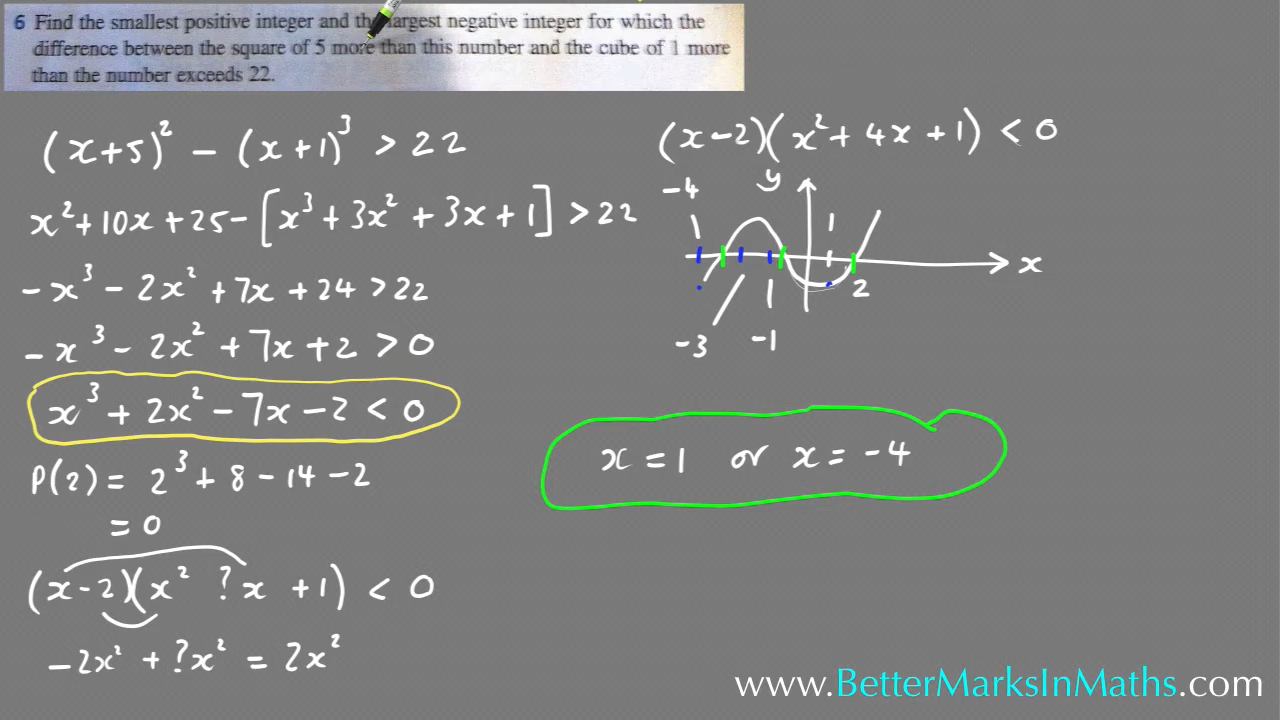 6 Find the smallest positive integer and the largest negative integer for which the
difference between the square of 5 more than this number and the cube of 1 more
than the number exceeds 22.
(x+5)² − (x+1)³ > 22
x²+10x+25−[x³+3x²+3x+1] >22
−x³−2x²+7x+24>22
−x³−2x²+7x+2>0
x³+2x²−7x−2<0
P(2) = 2³+8−14−2
=0
(x−2)(x² ?x +1) < 0
−2x² + ?x² = 2x²
(x−2)(x²+4x+1) < 0
−4 y
1
x
2
−3 −1
x = 1 or x = −4
www.BetterMarksInMaths.com